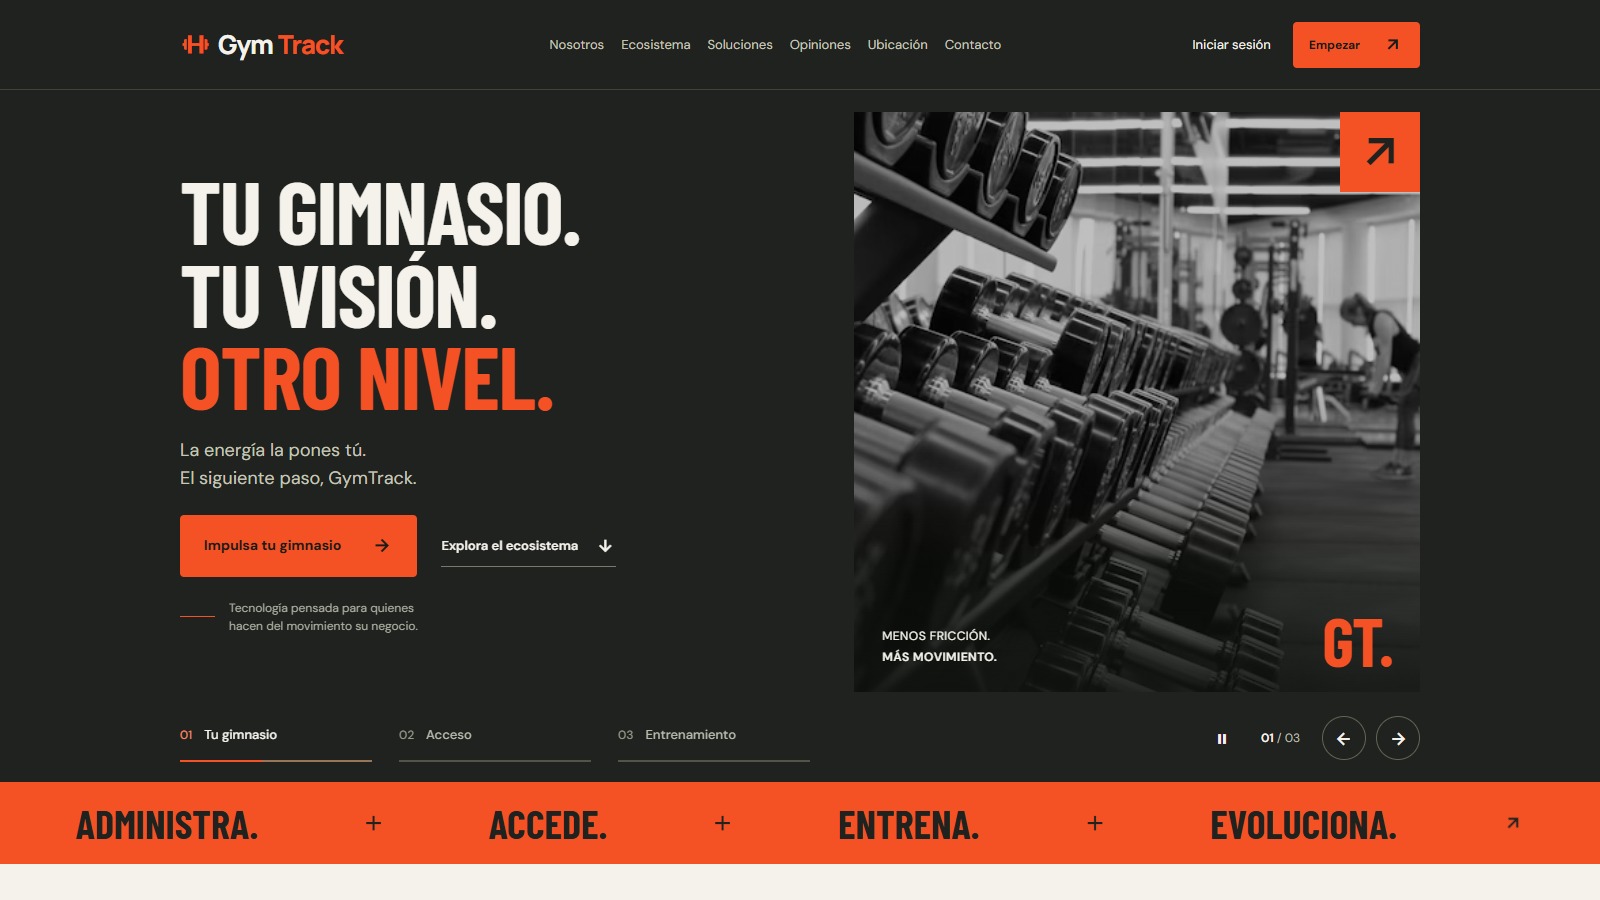 Gym Track
Nosotros
Ecosistema
Soluciones
Opiniones
Ubicación
Contacto
Iniciar sesión
Empezar
TU GIMNASIO.
TU VISIÓN.
OTRO NIVEL.
La energía la pones tú.
El siguiente paso, GymTrack.
Impulsa tu gimnasio
Explora el ecosistema
Tecnología pensada para quienes
hacen del movimiento su negocio.
MENOS FRICCIÓN.
MÁS MOVIMIENTO.
GT.
01 Tu gimnasio
02 Acceso
03 Entrenamiento
01 / 03
ADMINISTRA. + ACCEDE. + ENTRENA. + EVOLUCIONA.